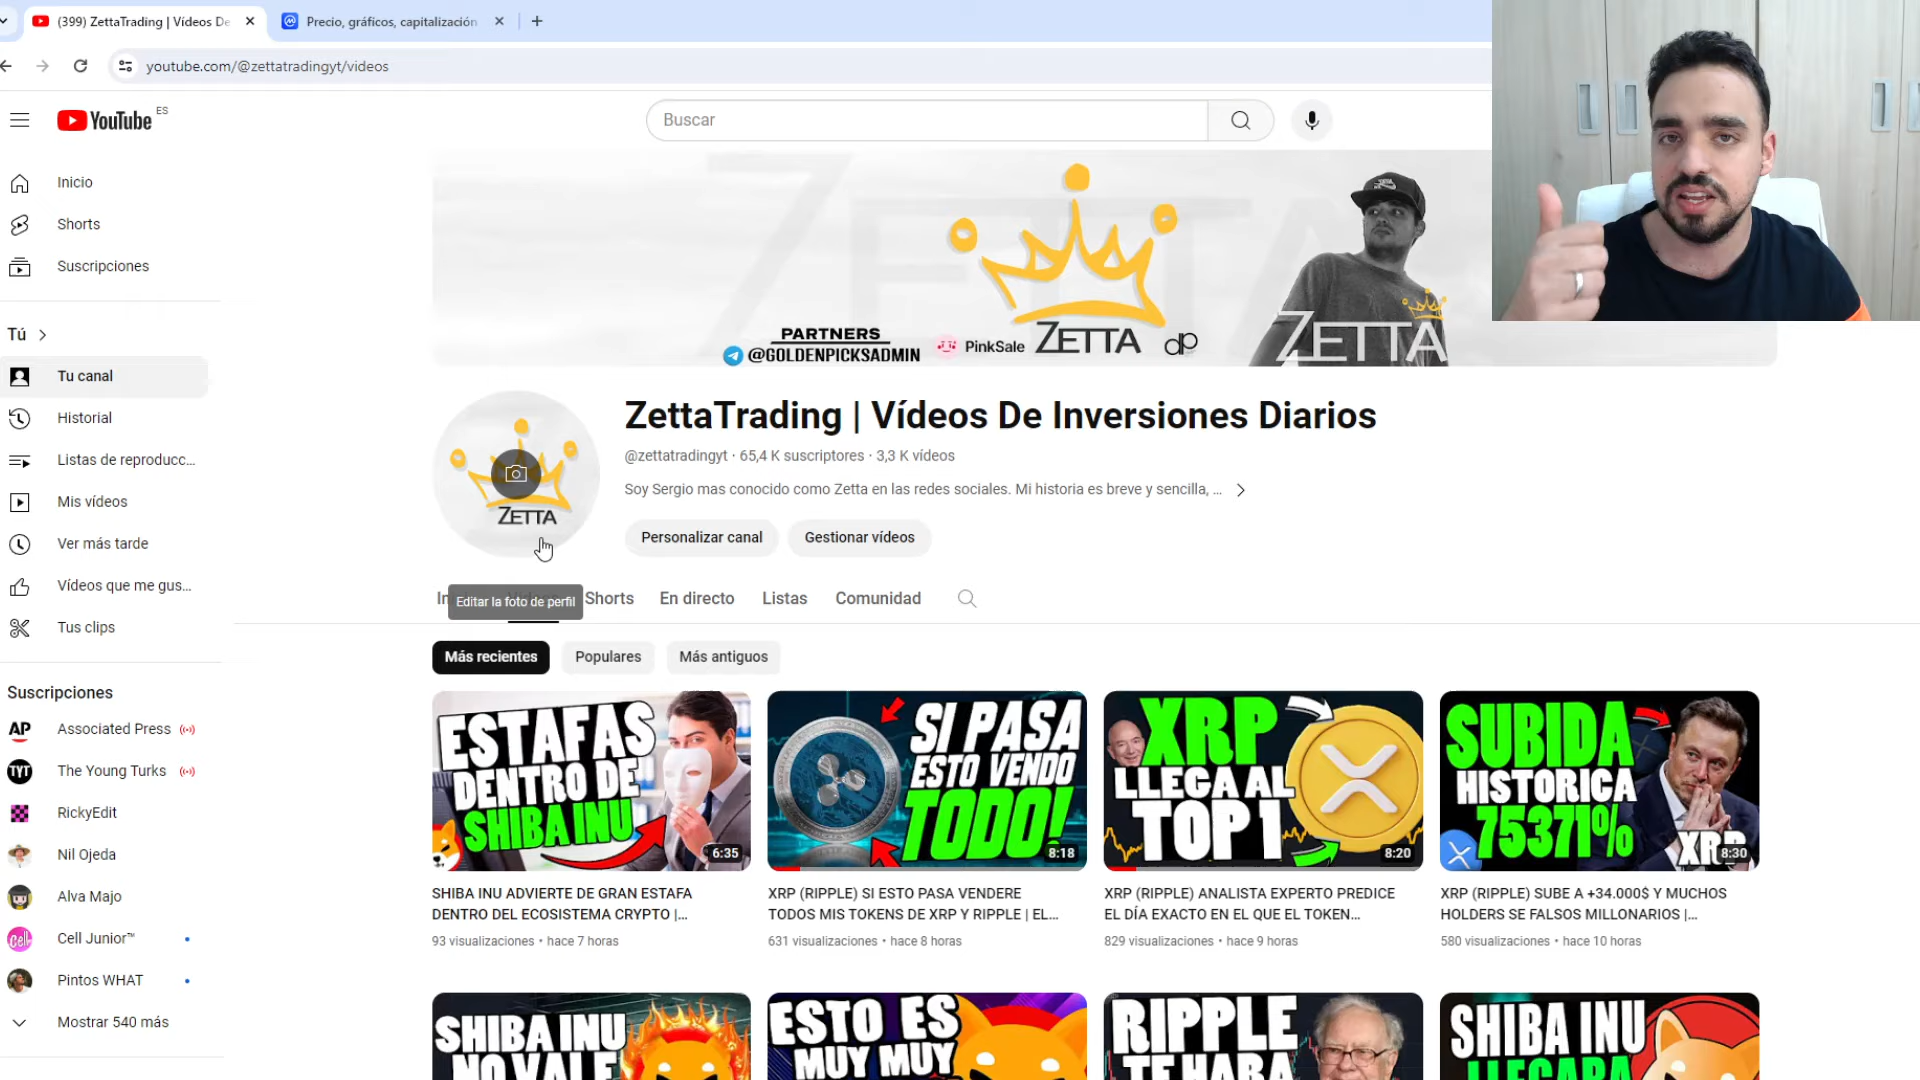 (399) ZettaTrading | Vídeos De
Precio, gráficos, capitalización
youtube.com/@zettatradingyt/videos
YouTube ES
Buscar
Inicio
Shorts
Suscripciones
Tú
Tu canal
Historial
Listas de reproducc...
Mis vídeos
Ver más tarde
Vídeos que me gus...
Tus clips
Suscripciones
AP Associated Press
TYT The Young Turks
RickyEdit
Nil Ojeda
Alva Majo
Cell Cell Junior™
Pintos WHAT
Mostrar 540 más
ZETTA
PARTNERS
@GOLDENPICKSADMIN
PinkSale
ZETTA
dp
ZETTA
ZETTA
ZettaTrading | Vídeos De Inversiones Diarios
@zettatradingyt · 65,4 K suscriptores · 3,3 K vídeos
Soy Sergio mas conocido como Zetta en las redes sociales. Mi historia es breve y sencilla, ...
Personalizar canal
Gestionar vídeos
Editar la foto de perfil
Shorts
En directo
Listas
Comunidad
Más recientes
Populares
Más antiguos
ESTAFAS
DENTRO DE
SHIBA INU
6:35
SHIBA INU ADVIERTE DE GRAN ESTAFA
DENTRO DEL ECOSISTEMA CRYPTO |...
93 visualizaciones • hace 7 horas
SI PASA
ESTO VENDO
TODO!
8:18
XRP (RIPPLE) SI ESTO PASA VENDERE
TODOS MIS TOKENS DE XRP Y RIPPLE | EL...
631 visualizaciones • hace 8 horas
XRP
LLEGA AL
TOP 1
8:20
XRP (RIPPLE) ANALISTA EXPERTO PREDICE
EL DÍA EXACTO EN EL QUE EL TOKEN...
829 visualizaciones • hace 9 horas
SUBIDA
HISTORICA
75371%
XRP
8:30
XRP (RIPPLE) SUBE A +34.000$ Y MUCHOS
HOLDERS SE FALSOS MILLONARIOS |...
580 visualizaciones • hace 10 horas
SHIBA INU
NO VALE
ESTO ES
MUY MUY
RIPPLE
TE HARA
SHIBA INU
LLEGARA